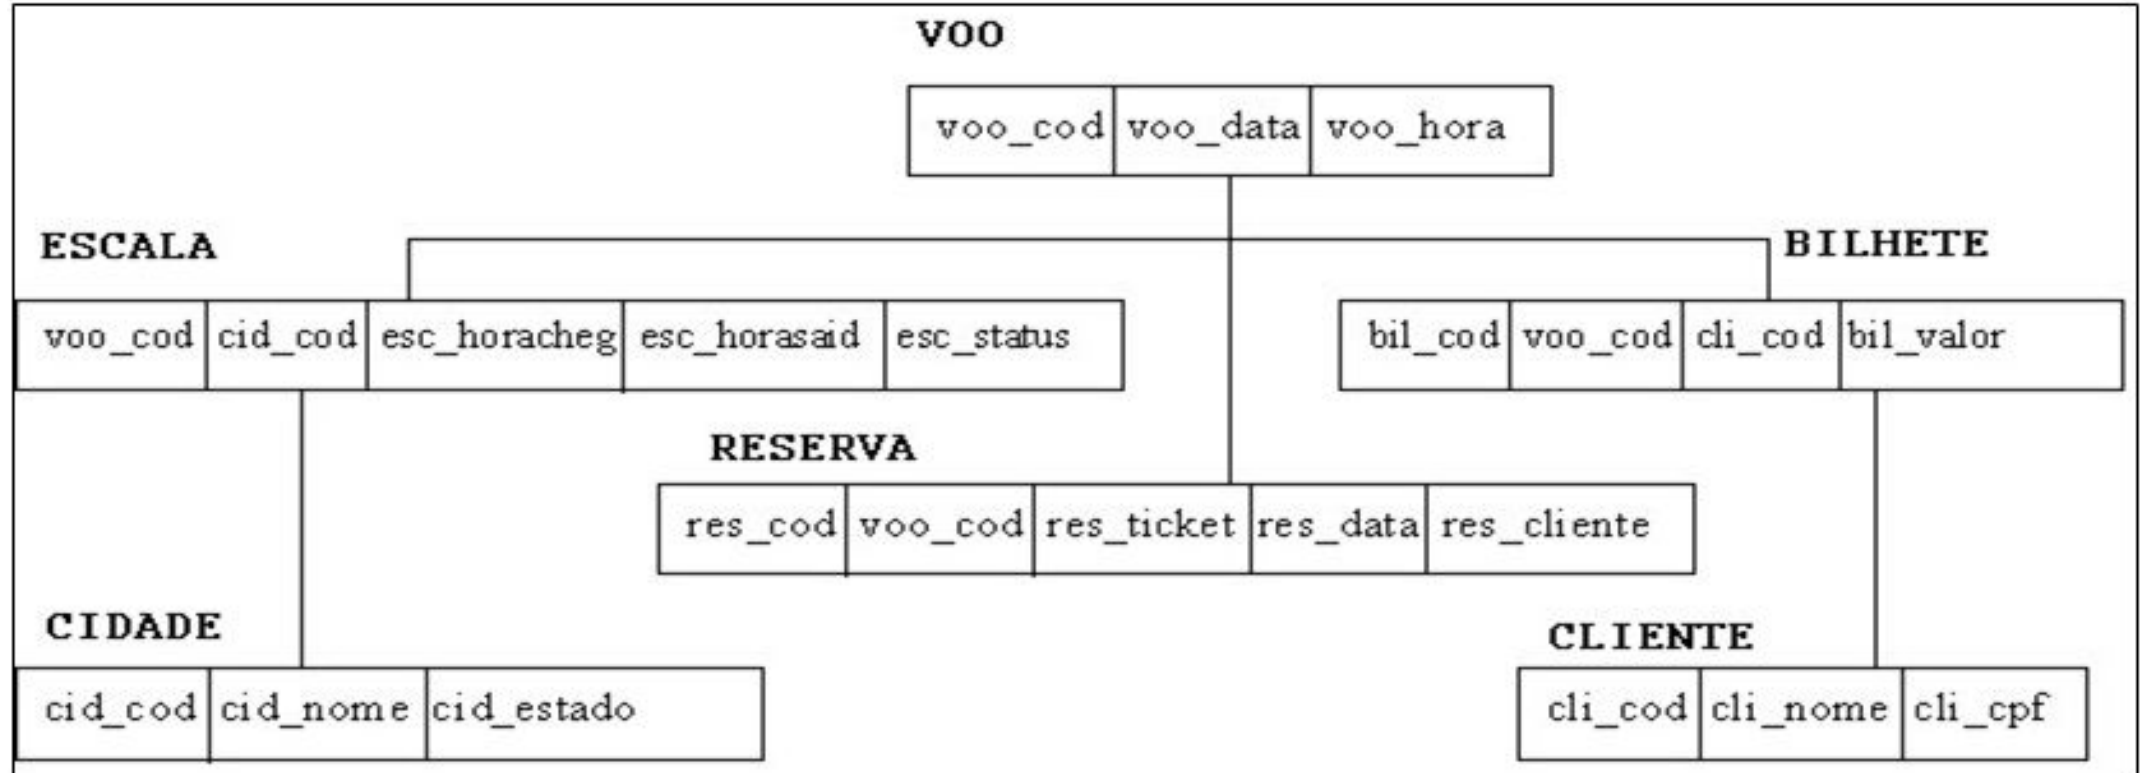 VOO
voo_cod voo_data voo_hora
ESCALA
BILHETE
voo_cod cid_cod esc_horacheg esc_horasaid esc_status
bil_cod voo_cod cli_cod bil_valor
RESERVA
res_cod voo_cod res_ticket res_data res_cliente
CIDADE
CLIENTE
cid_cod cid_nome cid_estado
cli_cod cli_nome cli_cpf